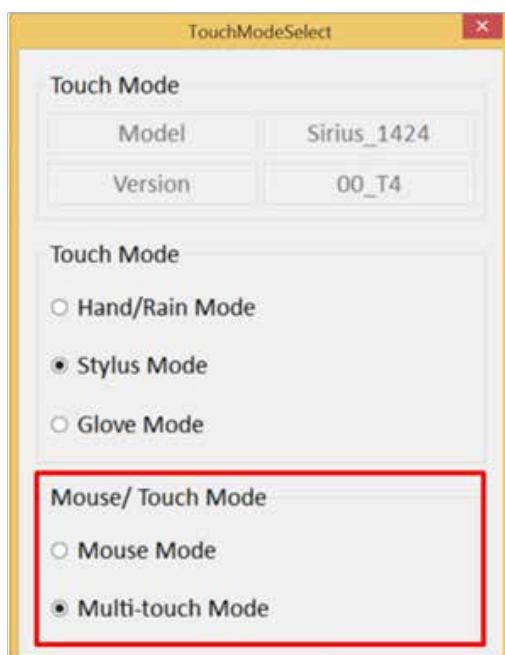 TouchModeSelect
Touch Mode
Model Sirius_1424
Version 00_T4
Touch Mode
Hand/Rain Mode
Stylus Mode
Glove Mode
Mouse/ Touch Mode
Mouse Mode
Multi-touch Mode